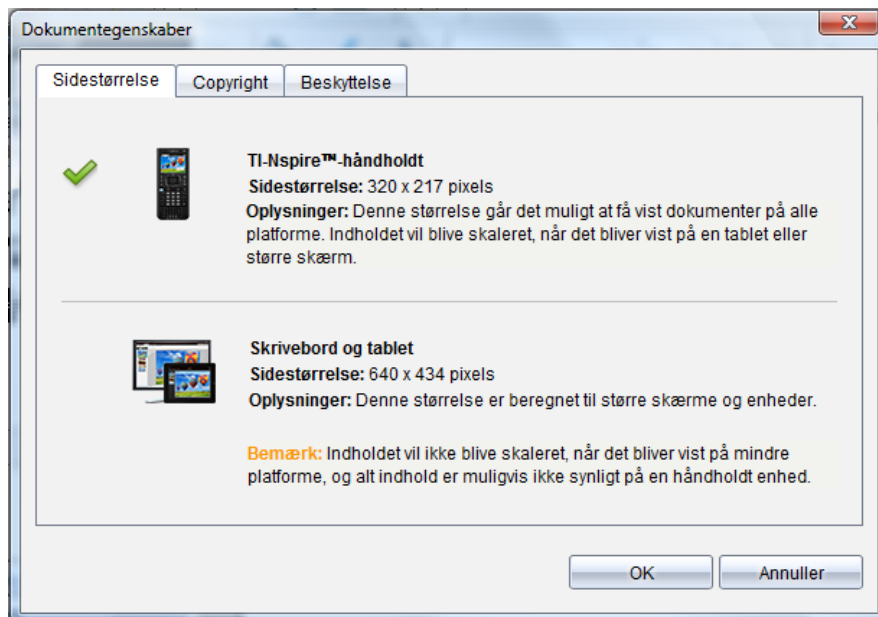 Dokumentegenskaber
Sidestørrelse
Copyright
Beskyttelse
TI-Nspire™-håndholdt
Sidestørrelse: 320 x 217 pixels
Oplysninger: Denne størrelse går det muligt at få vist dokumenter på alle
platforme. Indholdet vil blive skaleret, når det bliver vist på en tablet eller
større skærm.
Skrivebord og tablet
Sidestørrelse: 640 x 434 pixels
Oplysninger: Denne størrelse er beregnet til større skærme og enheder.
Bemærk: Indholdet vil ikke blive skaleret, når det bliver vist på mindre
platforme, og alt indhold er muligvis ikke synligt på en håndholdt enhed.
OK
Annuller